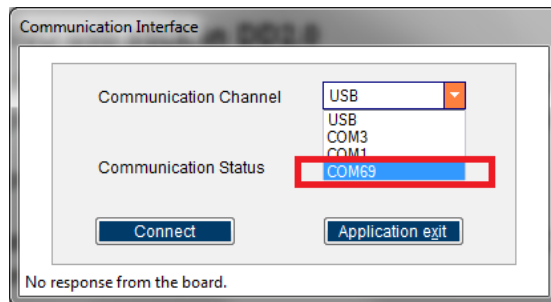 Communication Interface
Communication Channel
USB
USB
COM3
COM1
Communication Status
COM69
Connect
Application exit
No response from the board.